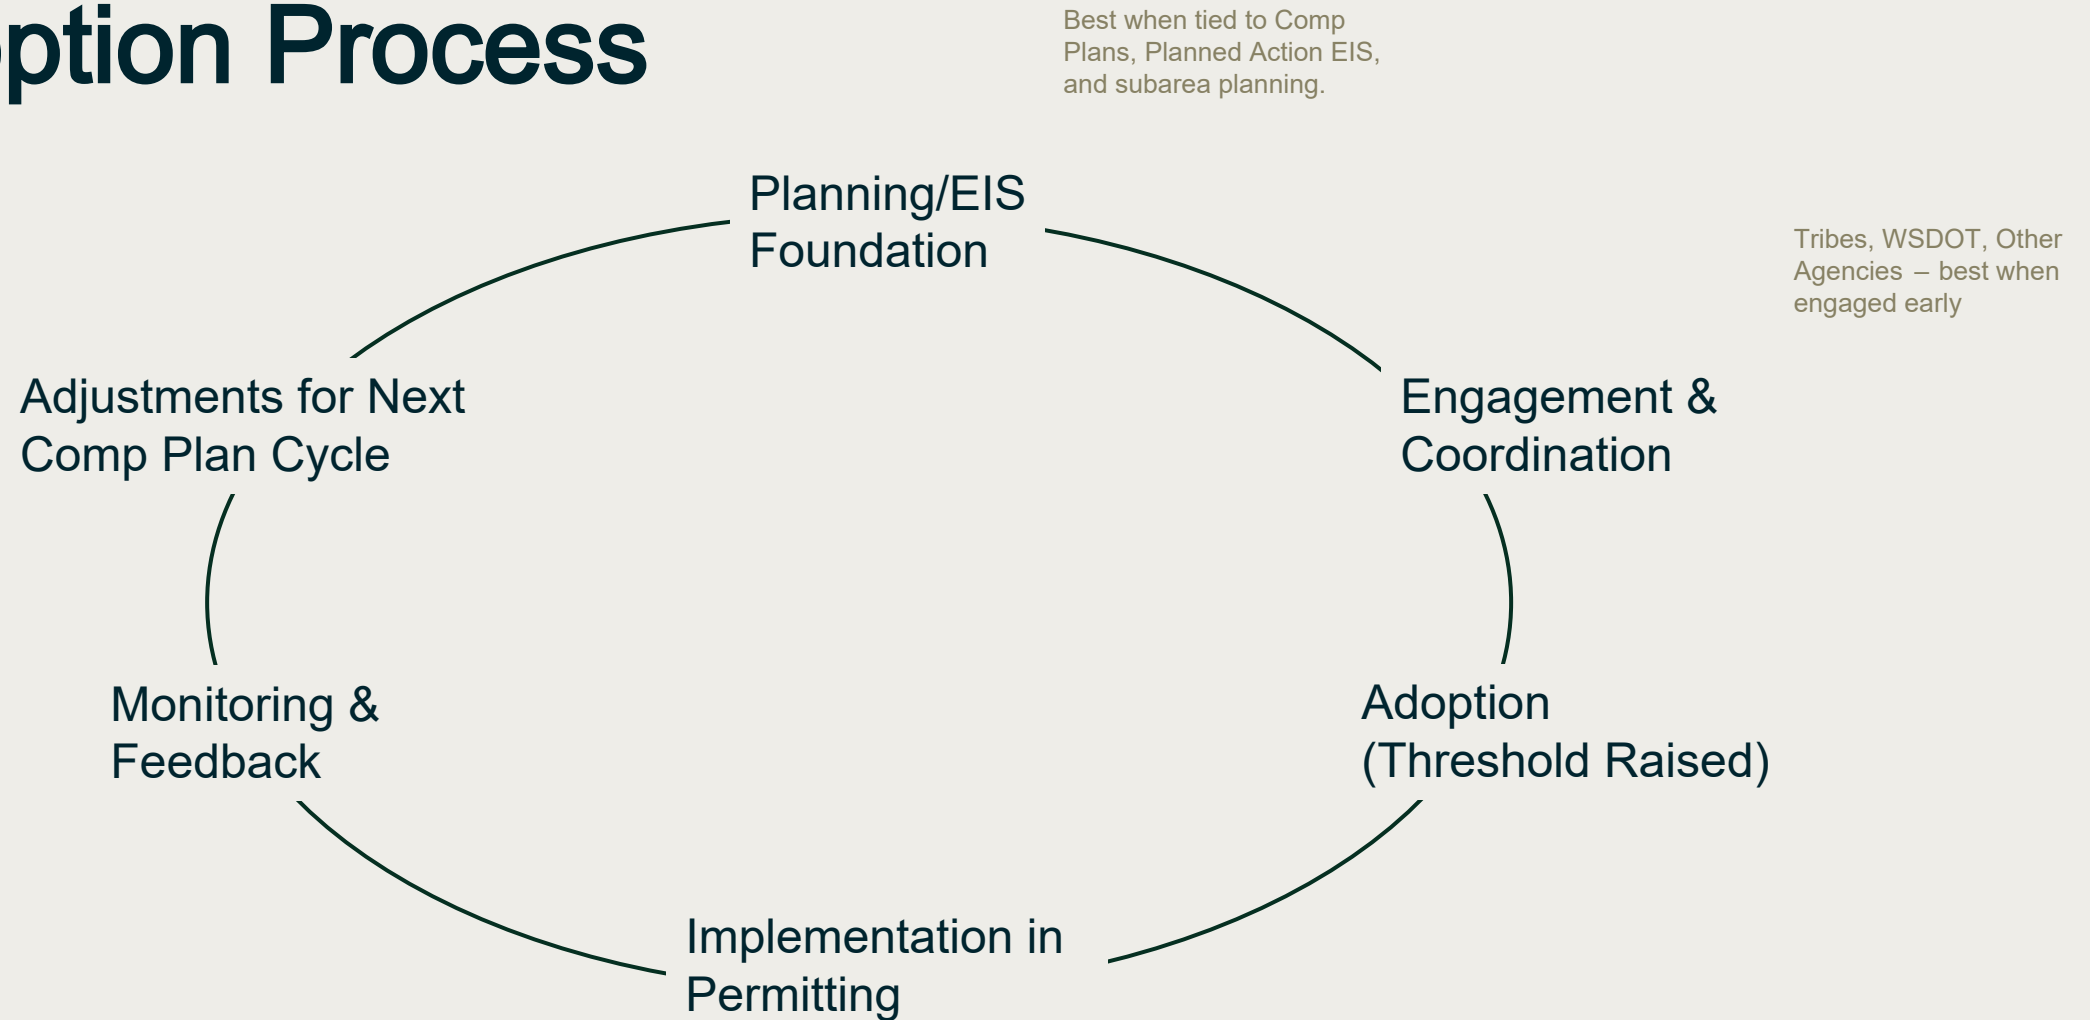 ption Process
Best when tied to Comp
Plans, Planned Action EIS,
and subarea planning.
Planning/EIS
Foundation
Tribes, WSDOT, Other
Agencies – best when
engaged early
Adjustments for Next
Comp Plan Cycle
Engagement &
Coordination
Monitoring &
Feedback
Adoption
(Threshold Raised)
Implementation in
Permitting